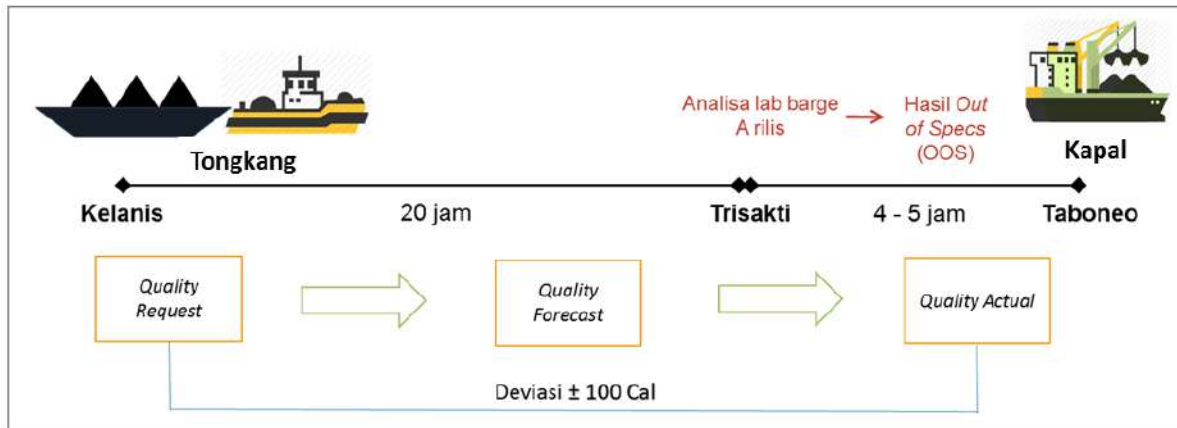 Analisa lab barge
A rilis
Hasil Out
of Specs
(OOS)
Tongkang
Kapal
Kelanis
20 jam
Trisakti
4 - 5 jam
Taboneo
Quality
Request
Quality
Forecast
Quality Actual
Deviasi ± 100 Cal